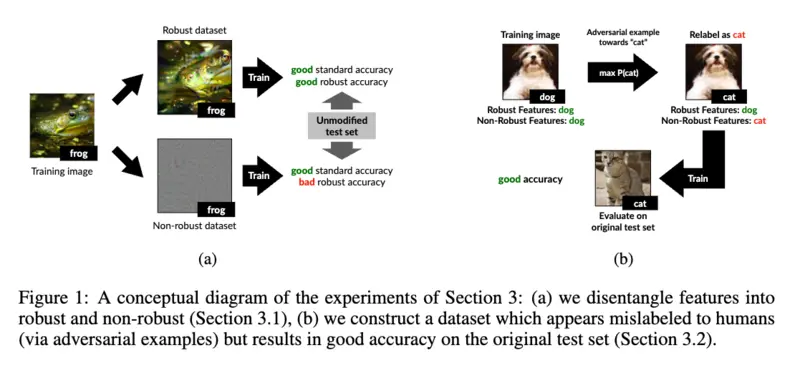 Robust dataset
frog
Train
good standard accuracy
good robust accuracy
Unmodified
test set
frog
Training image
frog
Train
good standard accuracy
bad robust accuracy
Non-robust dataset
(a)
Training image
dog
Robust Features: dog
Non-Robust Features: dog
Adversarial example
towards "cat"
max P(cat)
Relabel as cat
cat
Robust Features: dog
Non-Robust Features: cat
Train
good accuracy
cat
Evaluate on
original test set
(b)
Figure 1: A conceptual diagram of the experiments of Section 3: (a) we disentangle features into
robust and non-robust (Section 3.1), (b) we construct a dataset which appears mislabeled to humans
(via adversarial examples) but results in good accuracy on the original test set (Section 3.2).